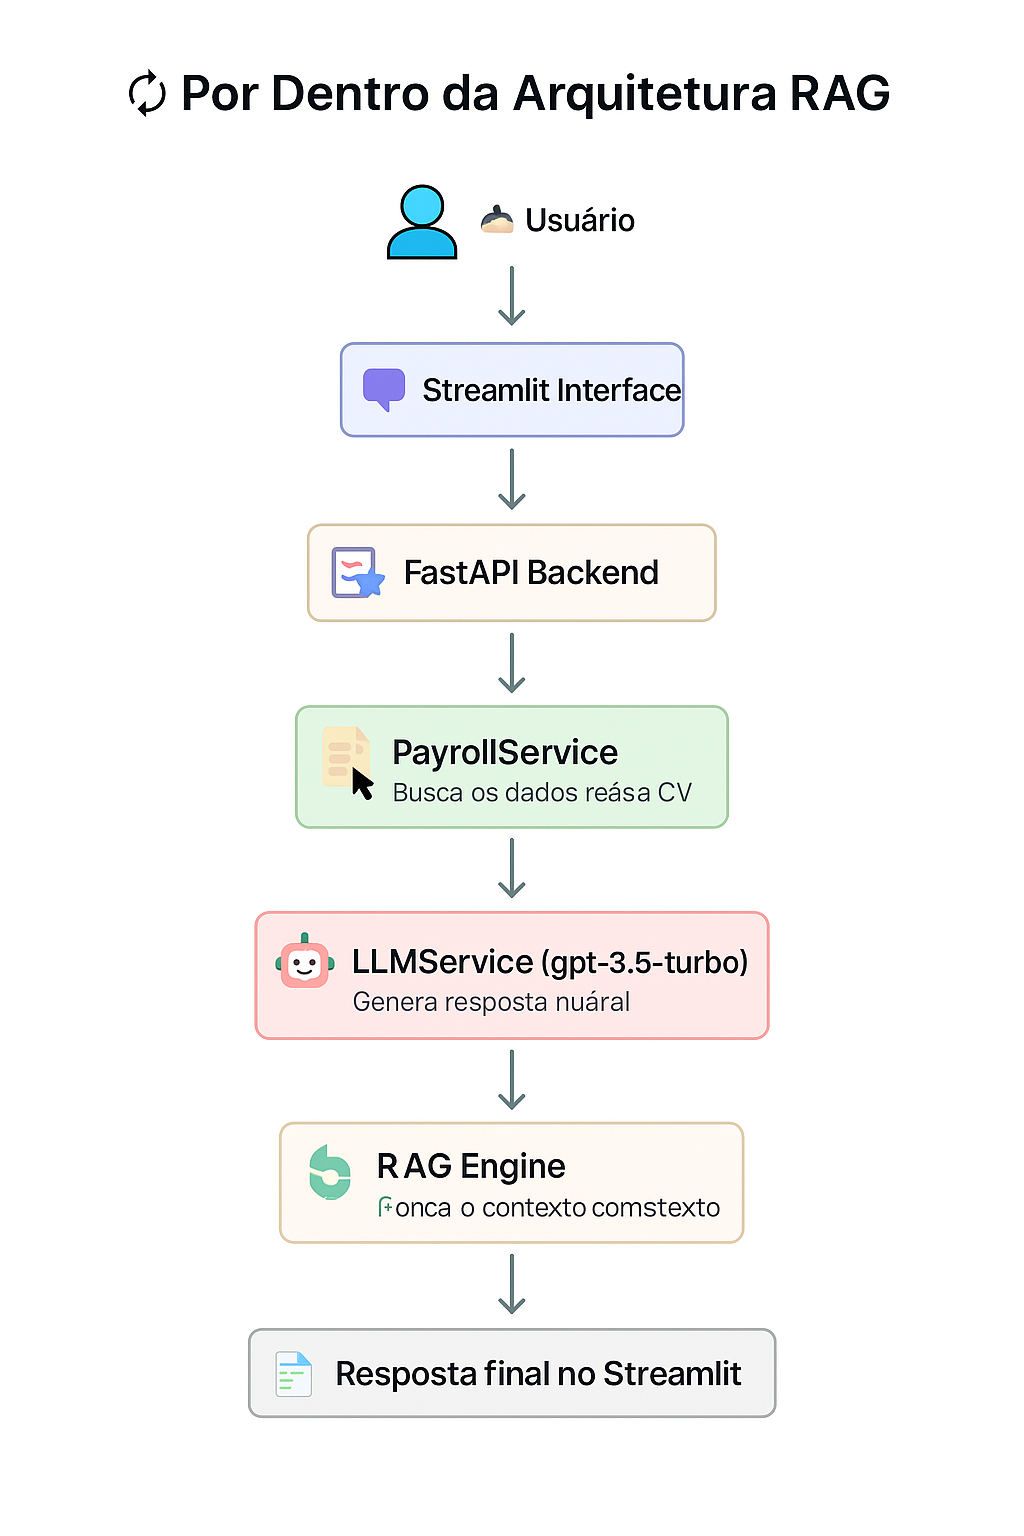 Por Dentro da Arquitetura RAG
Usuário
Streamlit Interface
FastAPI Backend
PayrollService
Busca os dados reása CV
LLMService (gpt-3.5-turbo)
Genera resposta nuáral
RAG Engine
onca o contexto comstexto
Resposta final no Streamlit